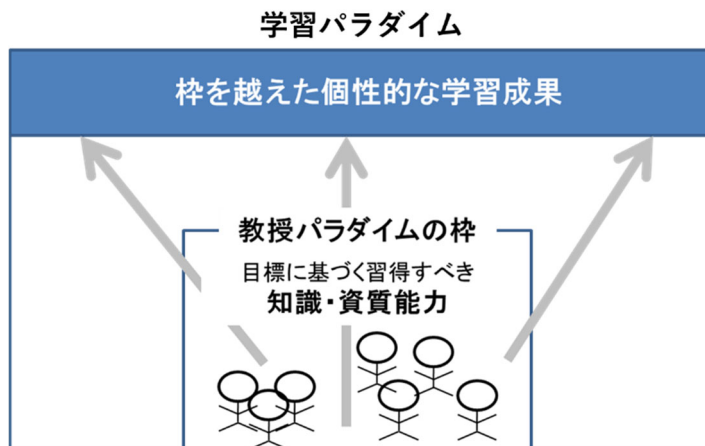 学習パラダイム
枠を越えた個性的な学習成果
教授パラダイムの枠
目標に基づく習得すべき
知識・資質能力